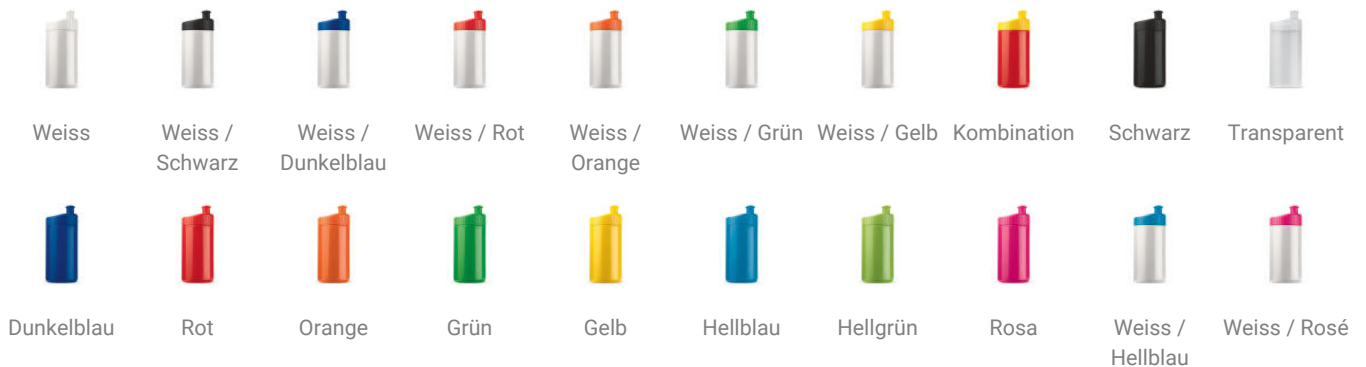 Weiss
Weiss /
Schwarz
Weiss /
Dunkelblau
Weiss / Rot
Weiss /
Orange
Weiss / Grün
Weiss / Gelb
Kombination
Schwarz
Transparent
Dunkelblau
Rot
Orange
Grün
Gelb
Hellblau
Hellgrün
Rosa
Weiss /
Hellblau
Weiss / Rosé